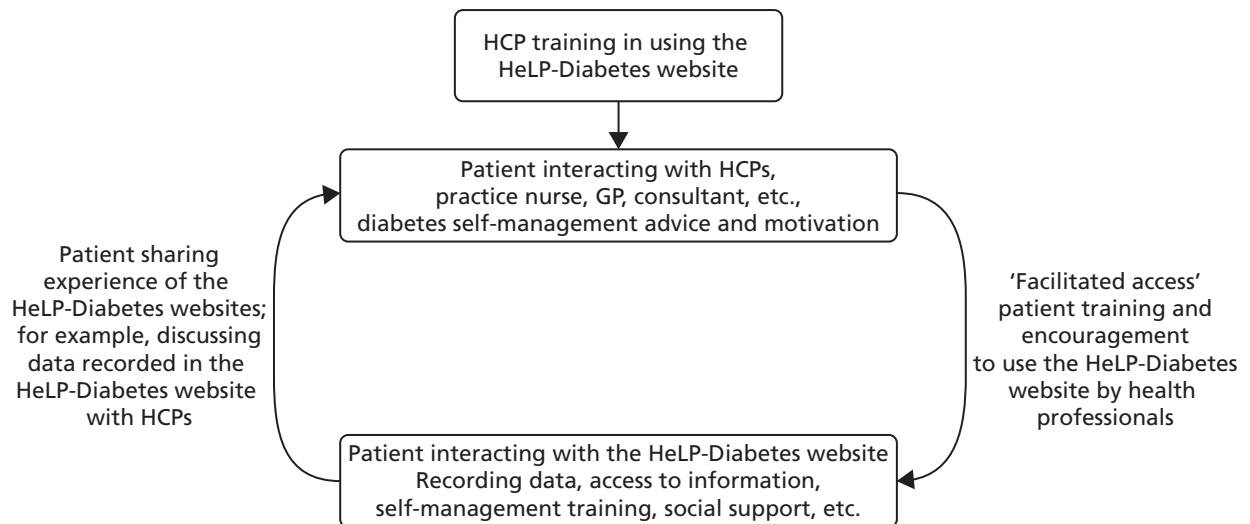 HCP training in using the
HeLP-Diabetes website
Patient interacting with HCPs,
practice nurse, GP, consultant, etc.,
diabetes self-management advice and motivation
Patient sharing
experience of the
HeLP-Diabetes websites;
for example, discussing
data recorded in the
HeLP-Diabetes website
with HCPs
‘Facilitated access’
patient training and
encouragement
to use the HeLP-Diabetes
website by health
professionals
Patient interacting with the HeLP-Diabetes website
Recording data, access to information,
self-management training, social support, etc.